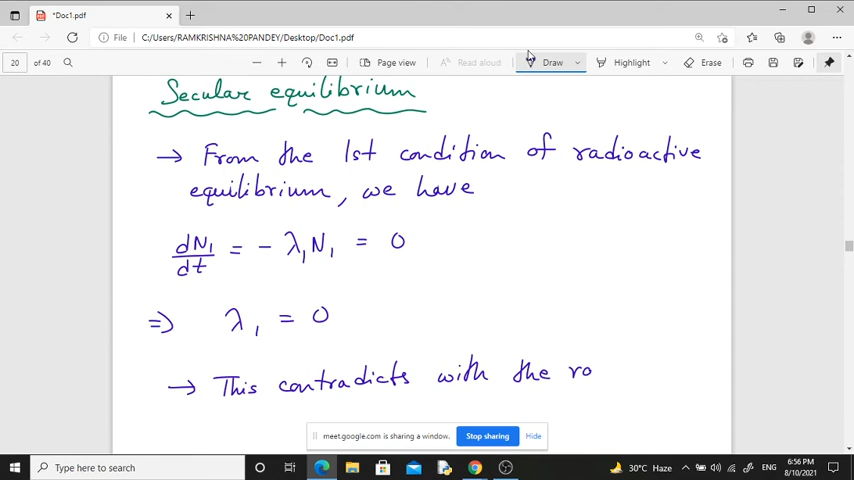 *Doc1.pdf
File C:/Users/RAMKRISHNA%20PANDEY/Desktop/Doc1.pdf
20 of 40 Page view Read aloud Draw Highlight Erase
Secular equilibrium
→ From the 1st condition of radioactive
equilibrium, we have
dN₁/dt = - λ₁N₁ = 0
⇒ λ₁ = 0
→ This contradicts with the ro
meet.google.com is sharing a window. Stop sharing Hide
Type here to search
30°C Haze ENG 6:56 PM
8/10/2021